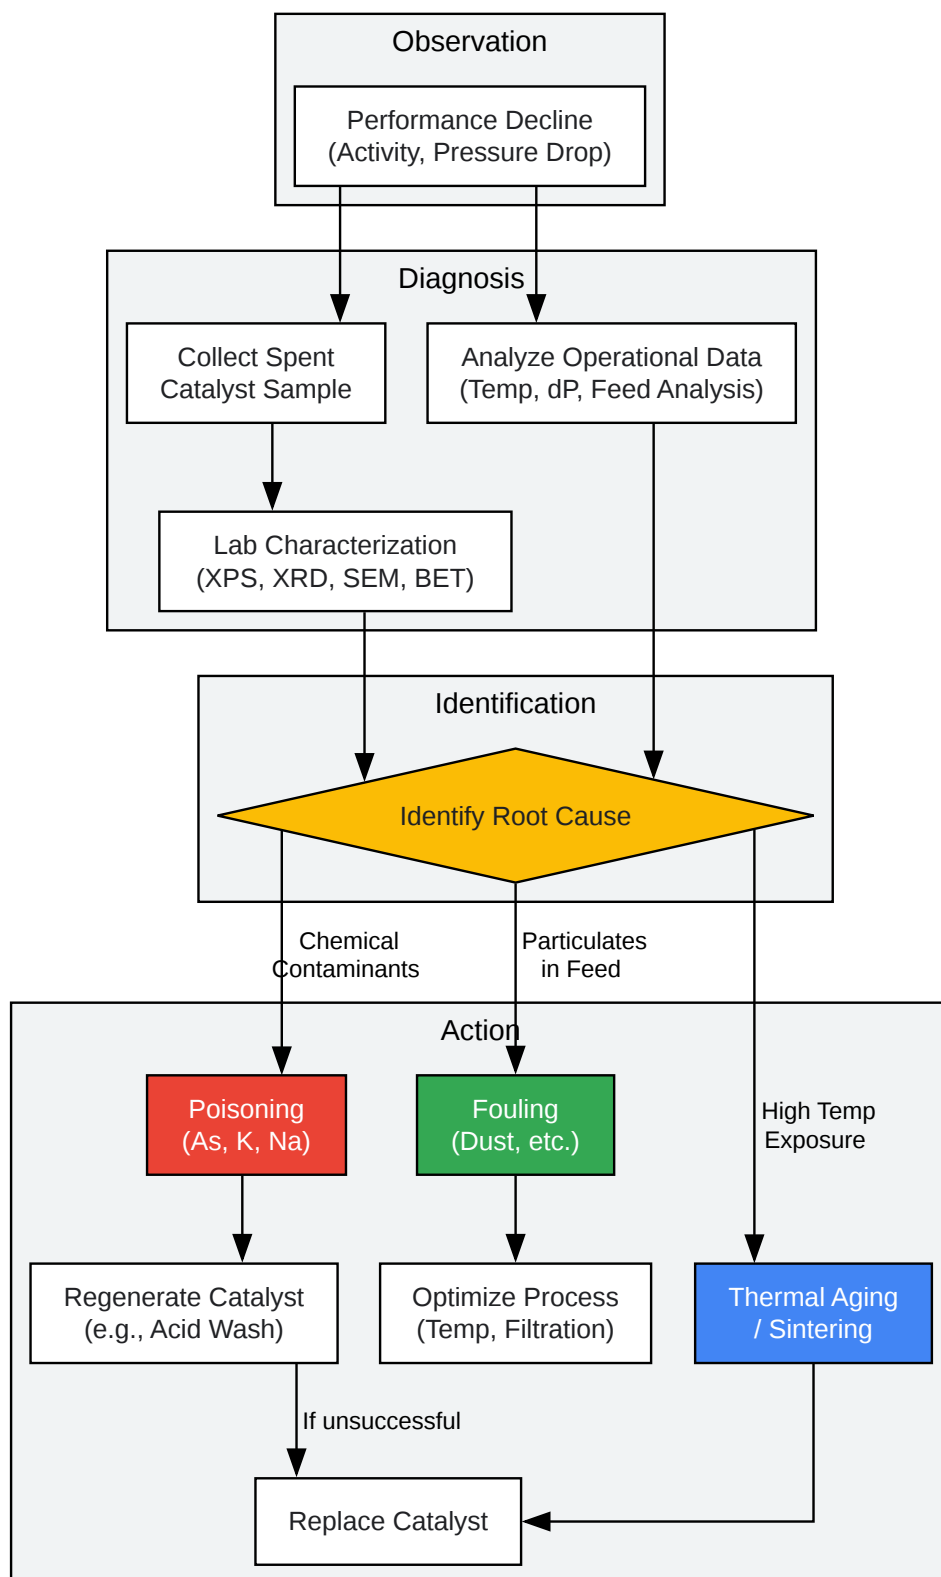 Observation
Performance Decline
(Activity, Pressure Drop)
Diagnosis
Collect Spent
Catalyst Sample
Analyze Operational Data
(Temp, dP, Feed Analysis)
Lab Characterization
(XPS, XRD, SEM, BET)
Identification
Identify Root Cause
Chemical
Contaminants
Particulates
in Feed
Action
Poisoning
(As, K, Na)
Fouling
(Dust, etc.)
High Temp
Exposure
Regenerate Catalyst
(e.g., Acid Wash)
Optimize Process
(Temp, Filtration)
Thermal Aging
/ Sintering
If unsuccessful
Replace Catalyst